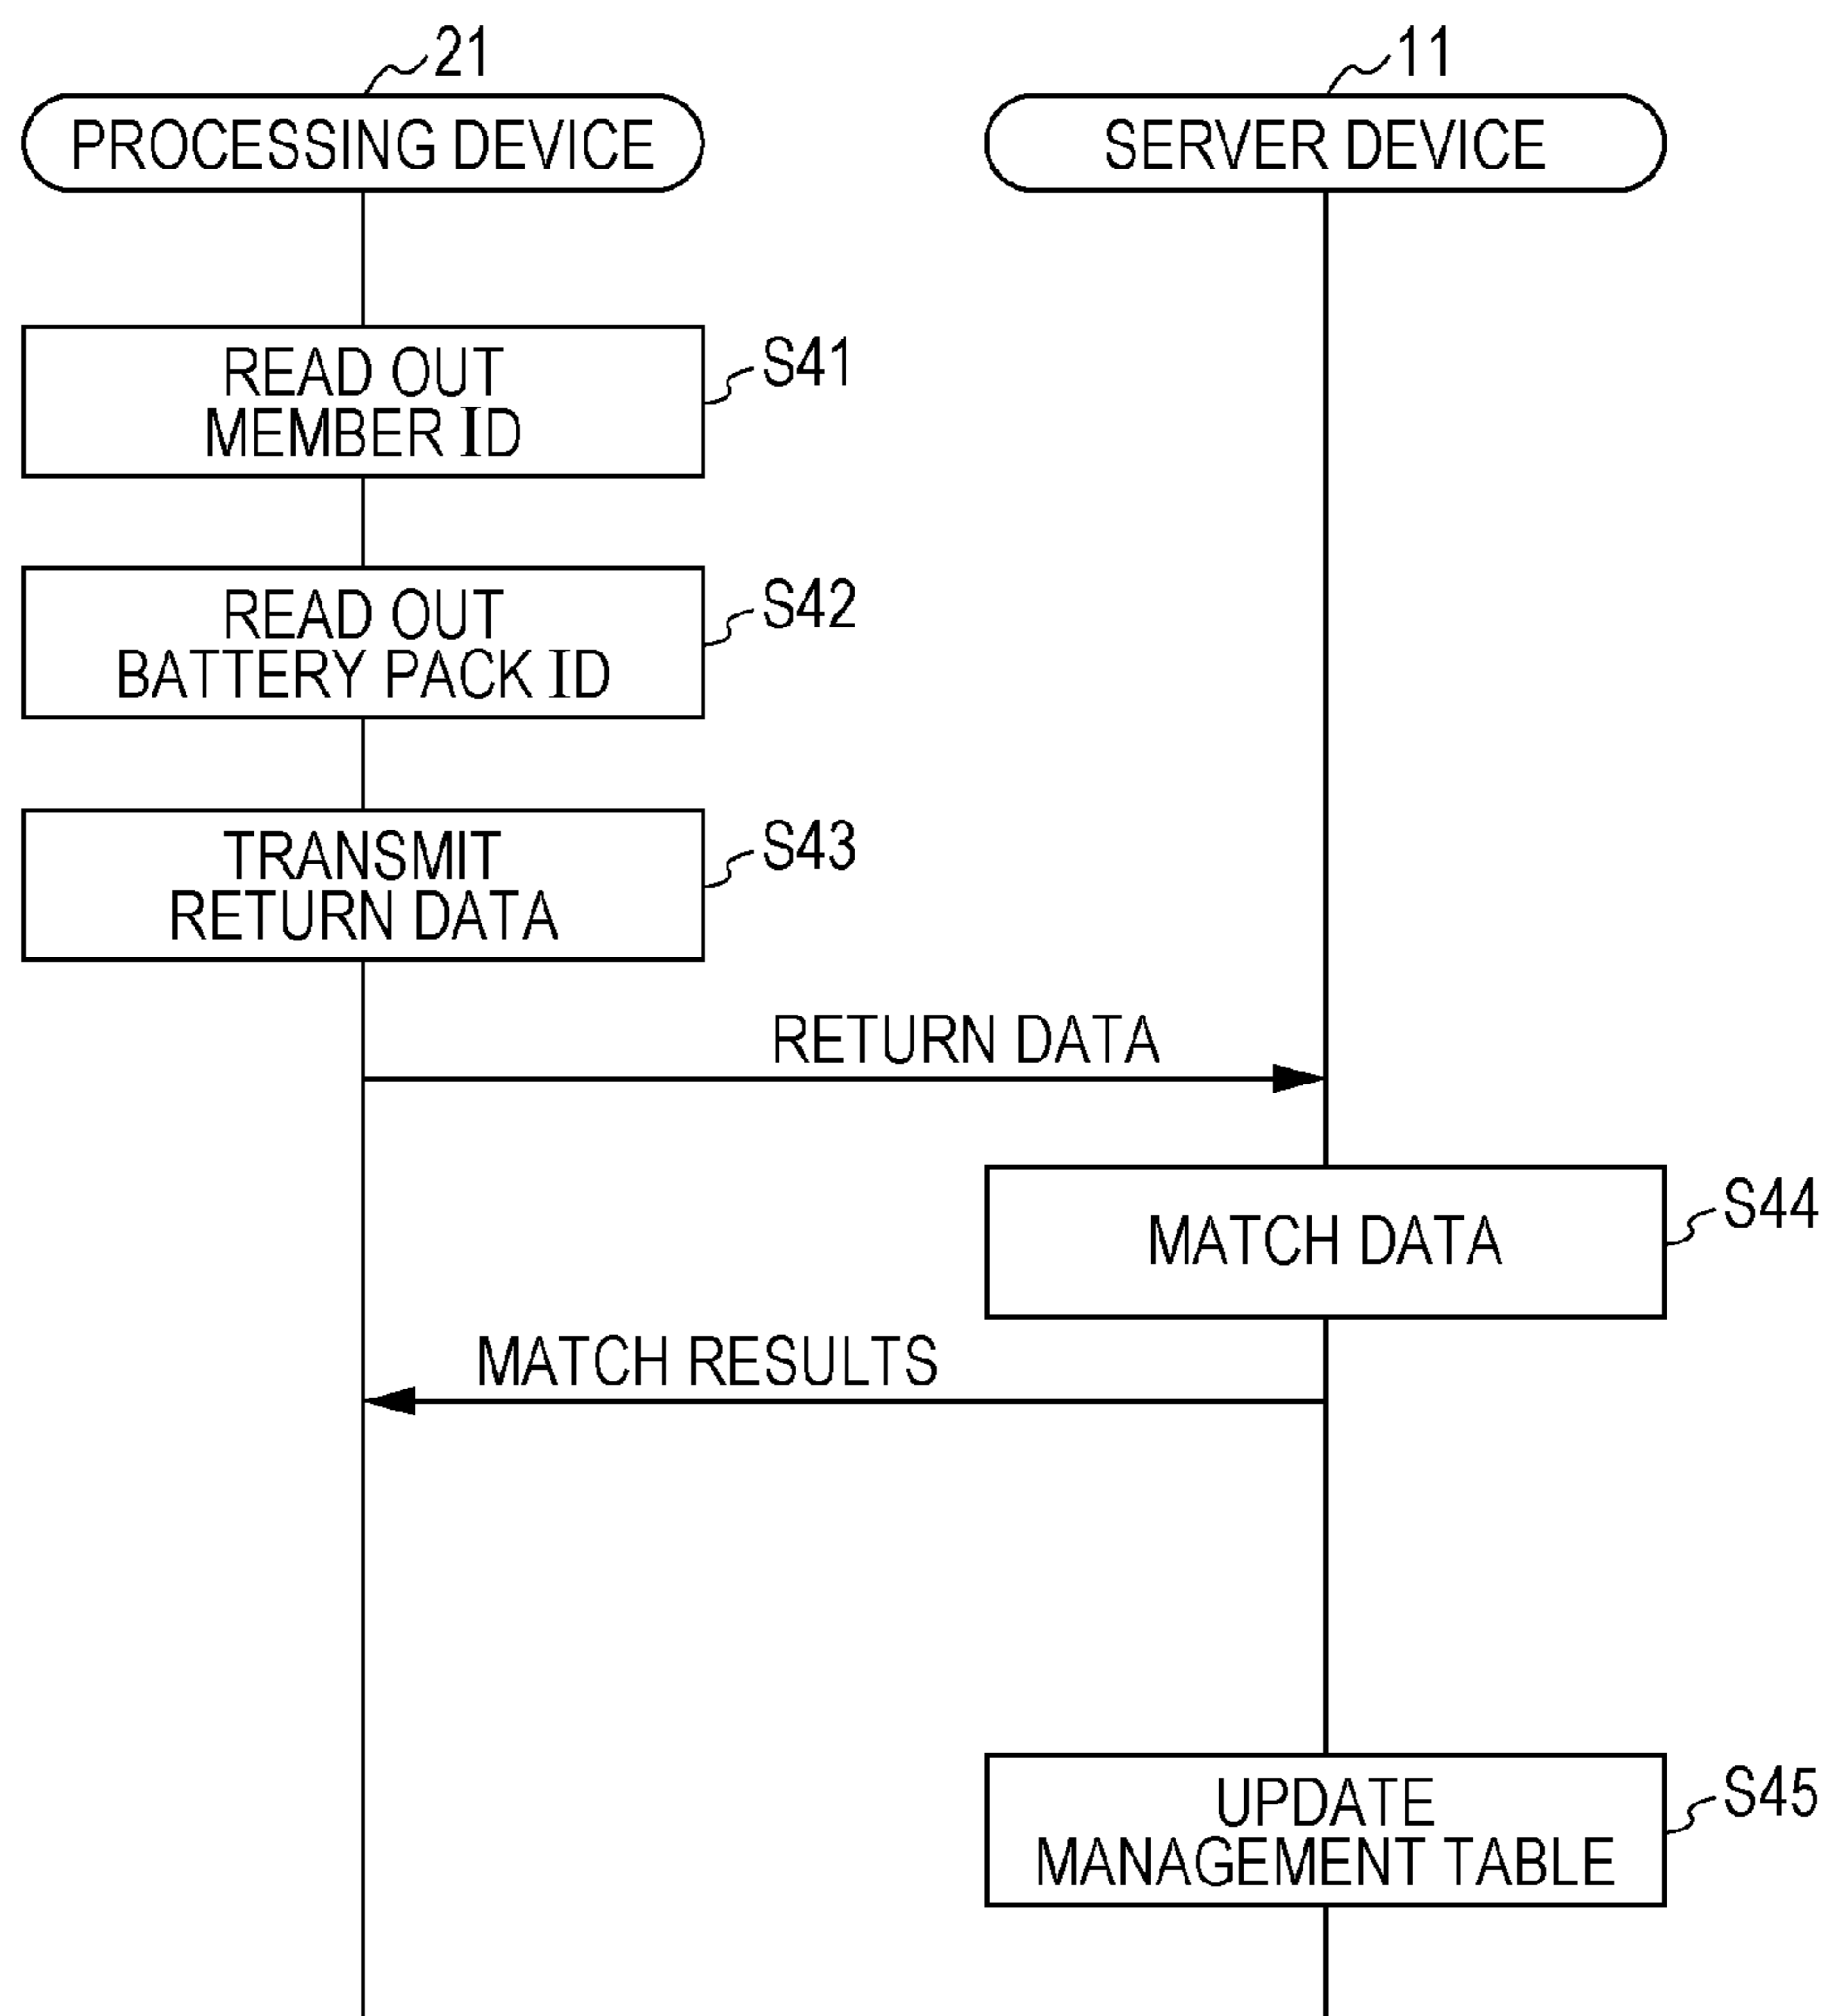 21
11
PROCESSING DEVICE
SERVER DEVICE
READ OUT
MEMBER ID
S41
READ OUT
BATTERY PACK ID
S42
TRANSMIT
RETURN DATA
S43
RETURN DATA
MATCH DATA
S44
MATCH RESULTS
UPDATE
MANAGEMENT TABLE
S45